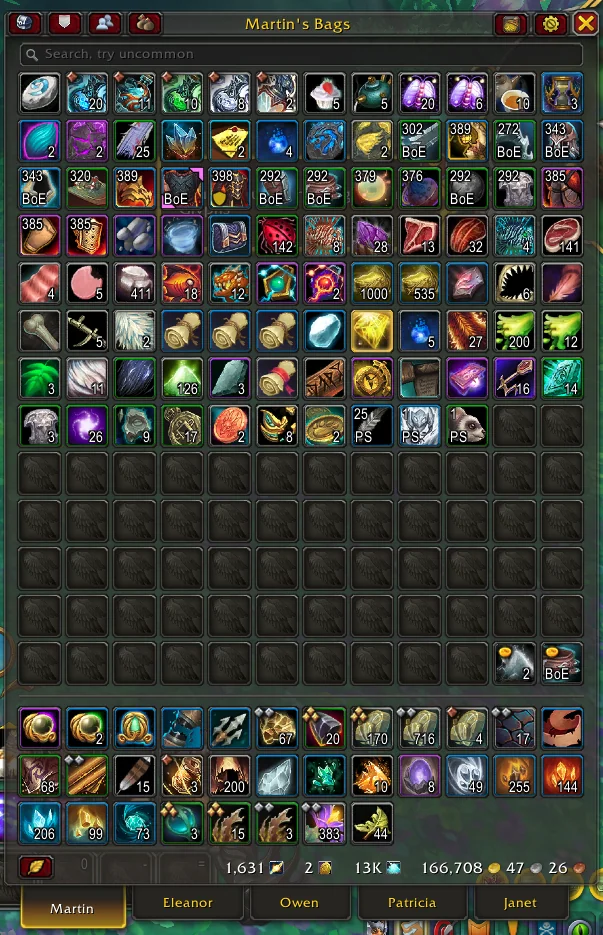 Martin's Bags
Search, try uncommon
20 11 10 8 2 5 5 20 6 10 3
2 2 25 2 4 2 302 BoE 389 272 BoE 343 BoE
343 BoE 320 389 BoE 398 292 BoE 292 BoE 379 376 292 BoE 292 385
385 385 142 8 28 13 32 4 141
4 5 411 18 12 2 1000 535 6
5 2 5 27 200 12
3 11 126 3 16 14
3 26 9 17 2 8 2 25 PS PS PS
2 BoE
2 67 20 170 716 4 17
68 15 3 200 10 8 49 255 144
206 99 73 3 15 3 383 44
0 - = 1,631 2 13K 166,708 47 26
Martin Eleanor Owen Patricia Janet